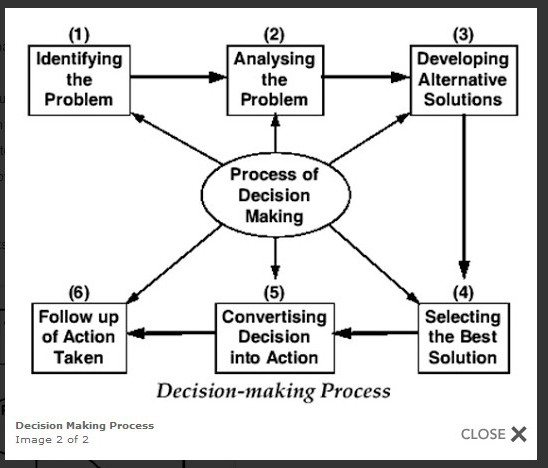 (1)
Identifying
the
Problem
(2)
Analysing
the
Problem
(3)
Developing
Alternative
Solutions
Process of
Decision
Making
(6)
Follow up
of Action
Taken
(5)
Convertising
Decision
into Action
(4)
Selecting
the Best
Solution
Decision-making Process
Decision Making Process
Image 2 of 2
CLOSE X